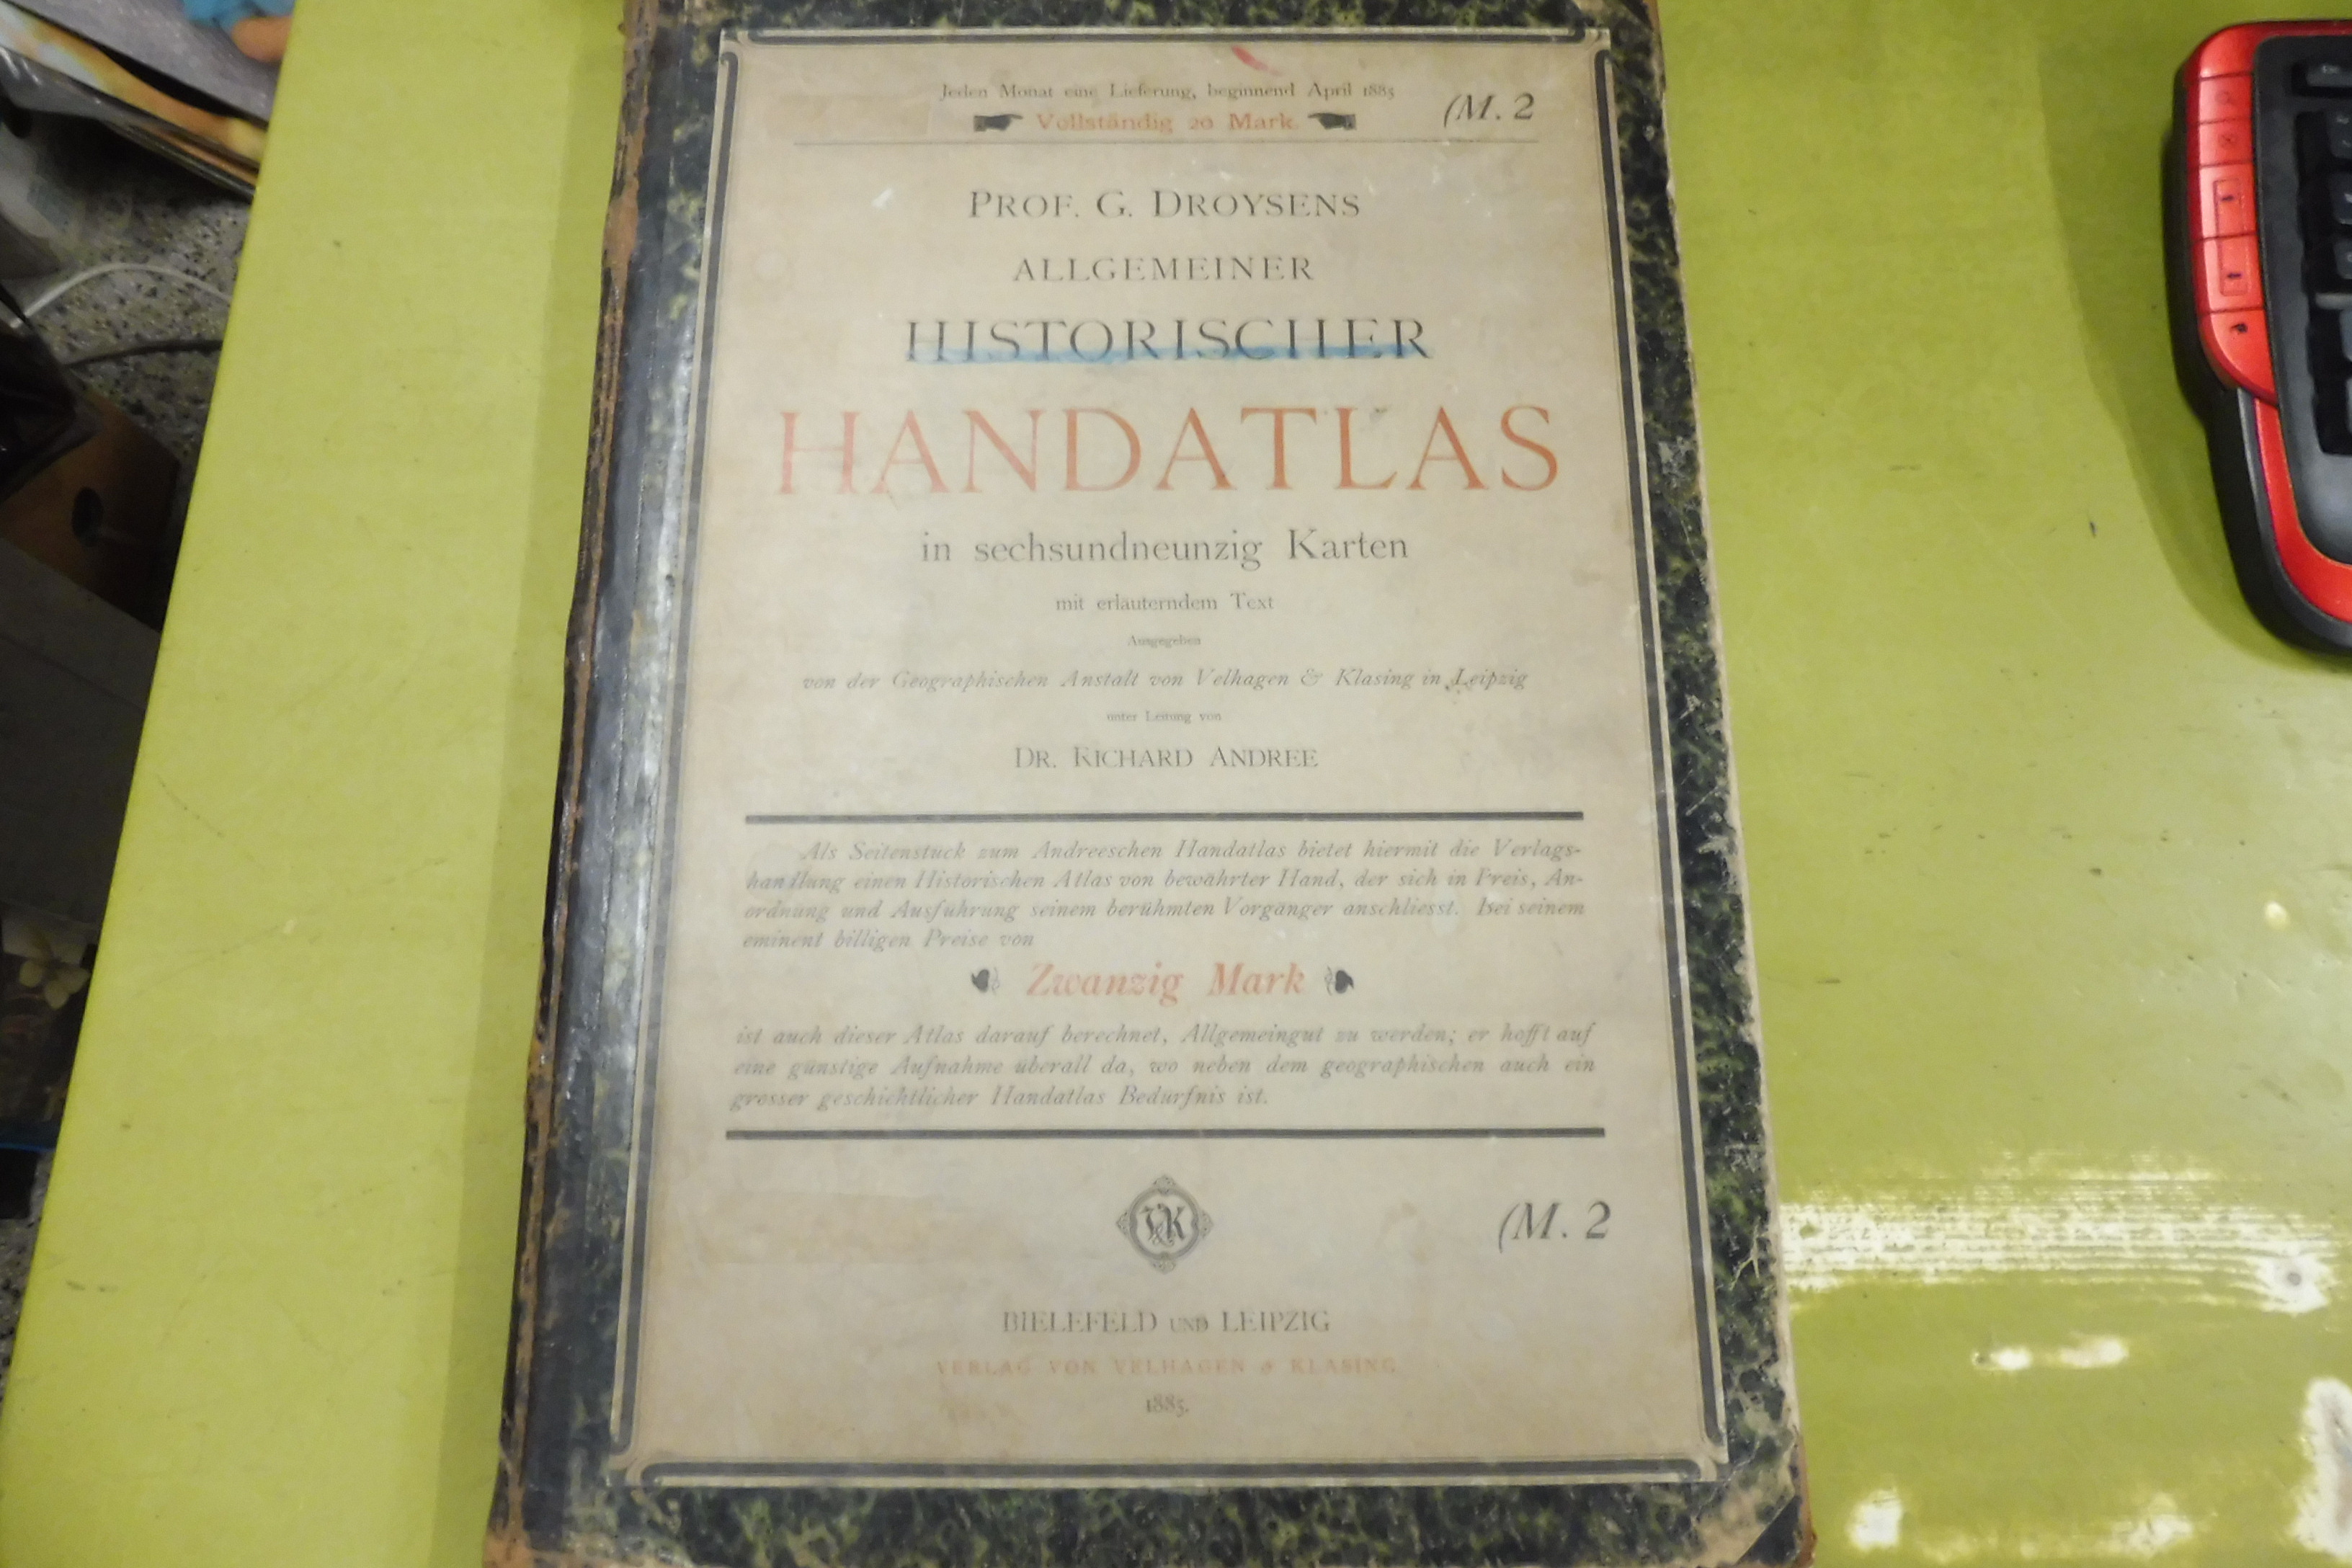 Jeden Monat eine Lieferung, beginnend April 1885
Vollständig 20 Mark
(M. 2
PROF. G. DROYSENS
ALLGEMEINER
HISTORISCHER
HANDATLAS
in sechsundneunzig Karten
mit erläuterndem Text
Ausgegeben
von der Geographischen Anstalt von Velhagen & Klasing in Leipzig
unter Leitung von
DR. RICHARD ANDREE
Als Seitenstück zum Andreeschen Handatlas bietet hiermit die Verlags-
handlung einen Historischen Atlas von bewährter Hand, der sich in Preis, An-
ordnung und Ausführung seinem berühmten Vorgänger anschliesst. Bei seinem
eminent billigen Preise von
Zwanzig Mark
ist auch dieser Atlas darauf berechnet, Allgemeingut zu werden; er hofft auf
eine günstige Aufnahme überall da, wo neben dem geographischen auch ein
grosser geschichtlicher Handatlas Bedürfnis ist.
V&K
(M. 2
BIELEFELD UND LEIPZIG
VERLAG VON VELHAGEN & KLASING
1885.